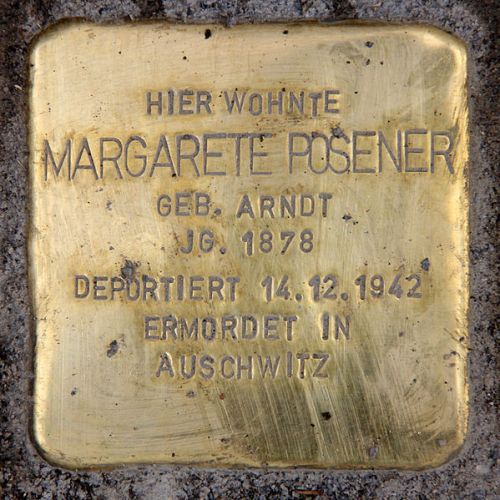 HIER WOHNTE
MARGARETE POSENER
GEB. ARNDT
JG. 1878
DEPORTIERT 14.12.1942
ERMORDET IN
AUSCHWITZ